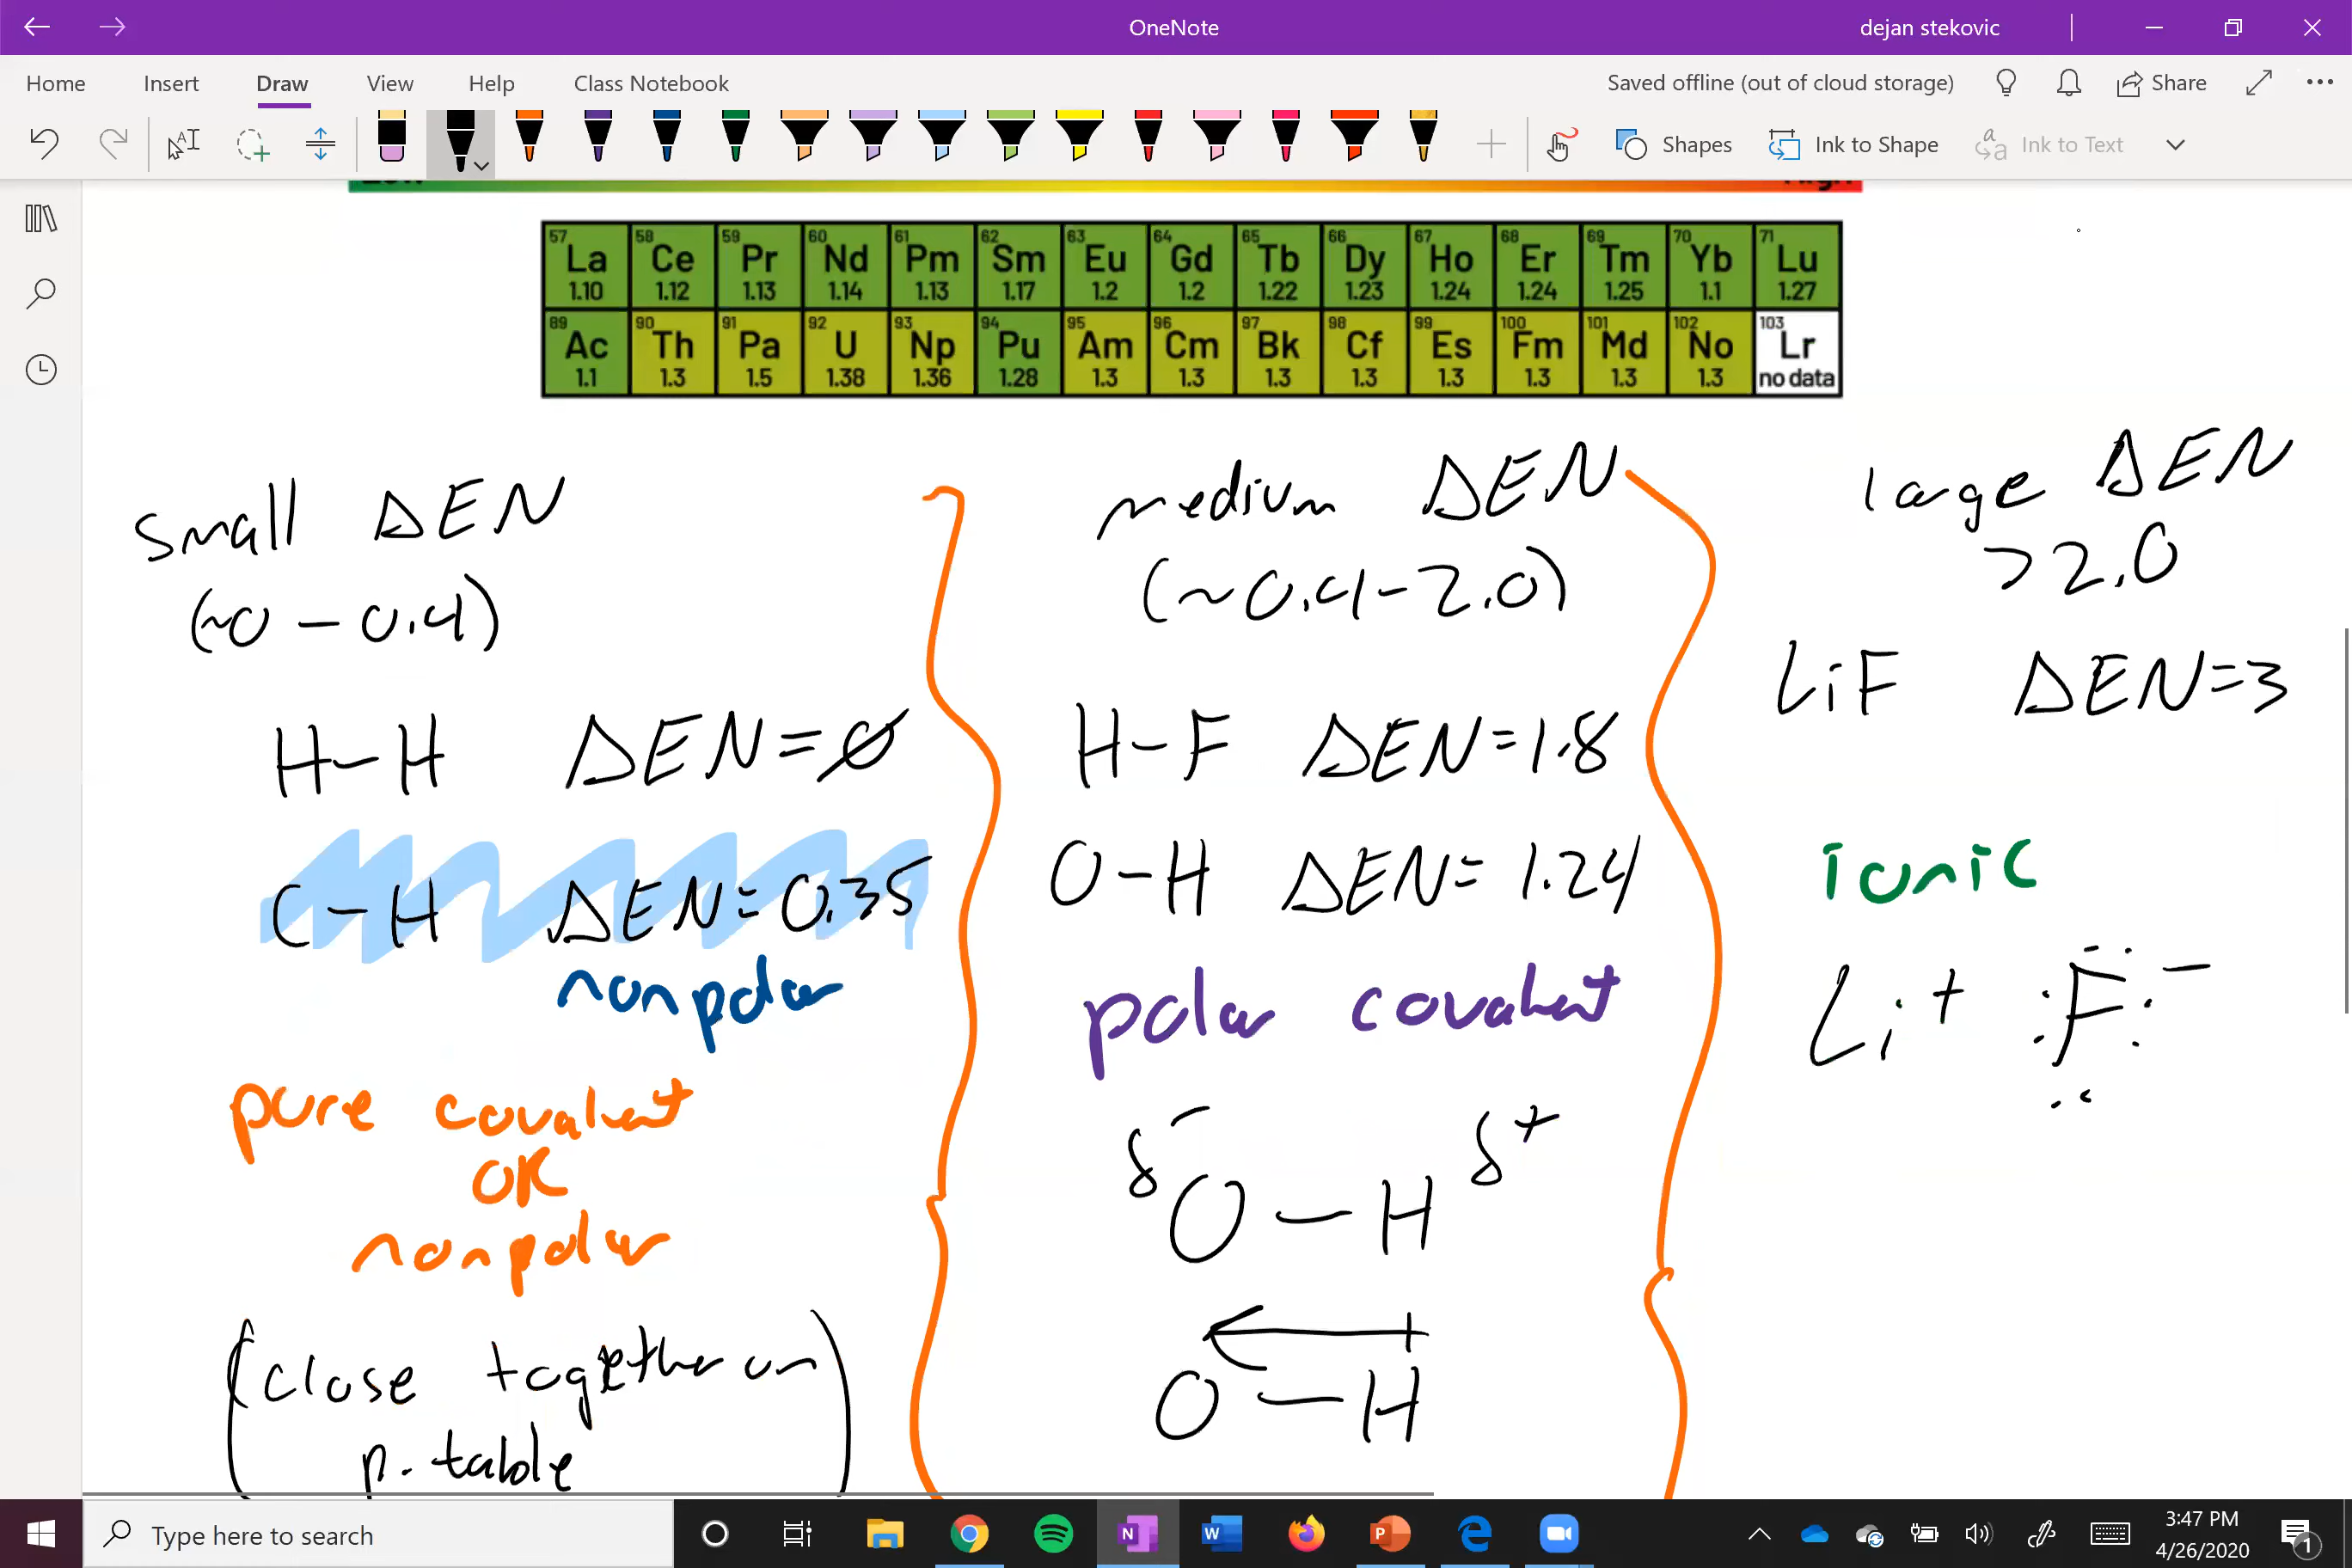 OneNote
dejan stekovic
Home Insert Draw View Help Class Notebook
Saved offline (out of cloud storage) Share
Shapes Ink to Shape Ink to Text
57 58 59 60 61 62 63 64 65 66 67 68 69 70 71
La Ce Pr Nd Pm Sm Eu Gd Tb Dy Ho Er Tm Yb Lu
1.10 1.12 1.13 1.14 1.13 1.17 1.2 1.2 1.22 1.23 1.24 1.24 1.25 1.1 1.27
89 90 91 92 93 94 95 96 97 98 99 100 101 102 103
Ac Th Pa U Np Pu Am Cm Bk Cf Es Fm Md No Lr
1.1 1.3 1.5 1.38 1.36 1.28 1.3 1.3 1.3 1.3 1.3 1.3 1.3 1.3 no data
small ΔEN
(~0 – 0.4)
H–H ΔEN=∅
C–H ΔEN=0.35
nonpolar
pure covalent
OR
nonpolar
(close together on
p. table
medium ΔEN
(~0.4–2.0)
H–F ΔEN=1.8
O–H ΔEN=1.24
polar covalent
δ⁻ δ⁺
O–H
O–H
large ΔEN
>2.0
LiF ΔEN=3
ionic
Li⁺ :F:⁻
Type here to search
3:47 PM
4/26/2020
1